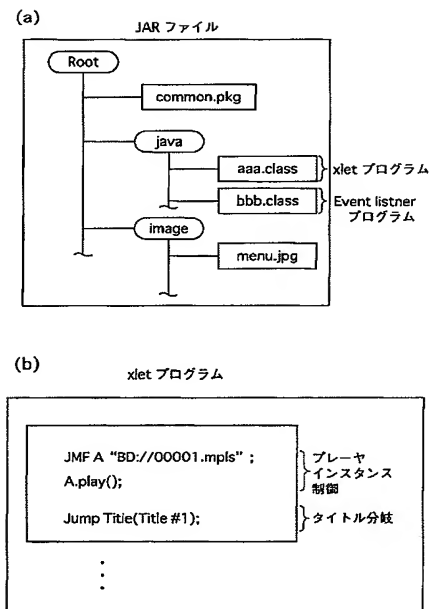 (a)
JAR ファイル
Root
common.pkg
java
aaa.class
xlet プログラム
bbb.class
Event listner
プログラム
image
menu.jpg
(b)
xlet プログラム
JMF A “BD://00001.mpls” ;
A.play();
プレーヤ
インスタンス
制御
Jump Title(Title #1);
タイトル分岐